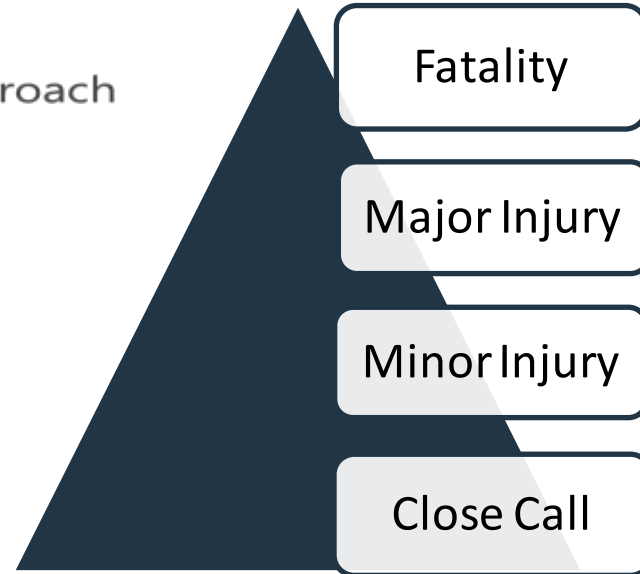 roach
Fatality
Major Injury
Minor Injury
Close Call